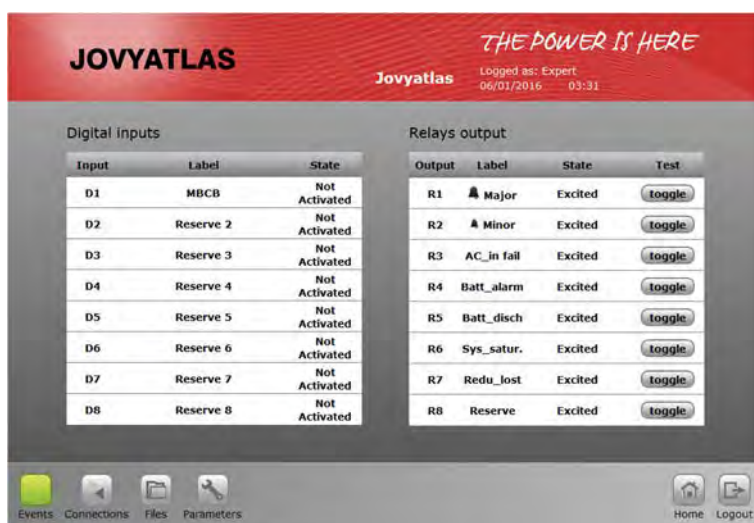 THE POWER IS HERE
JOVYATLAS
Jovyatlas
Logged as: Expert
06/01/2016 03:31
Digital inputs
Input Label State
D1 MBCB Not Activated
D2 Reserve 2 Not Activated
D3 Reserve 3 Not Activated
D4 Reserve 4 Not Activated
D5 Reserve 5 Not Activated
D6 Reserve 6 Not Activated
D7 Reserve 7 Not Activated
D8 Reserve 8 Not Activated
Relays output
Output Label State Test
R1 Major Excited toggle
R2 Minor Excited toggle
R3 AC_in fail Excited toggle
R4 Batt_alarm Excited toggle
R5 Batt_disch Excited toggle
R6 Sys_satur. Excited toggle
R7 Redu_lost Excited toggle
R8 Reserve Excited toggle
Events Connections Files Parameters Home Logout